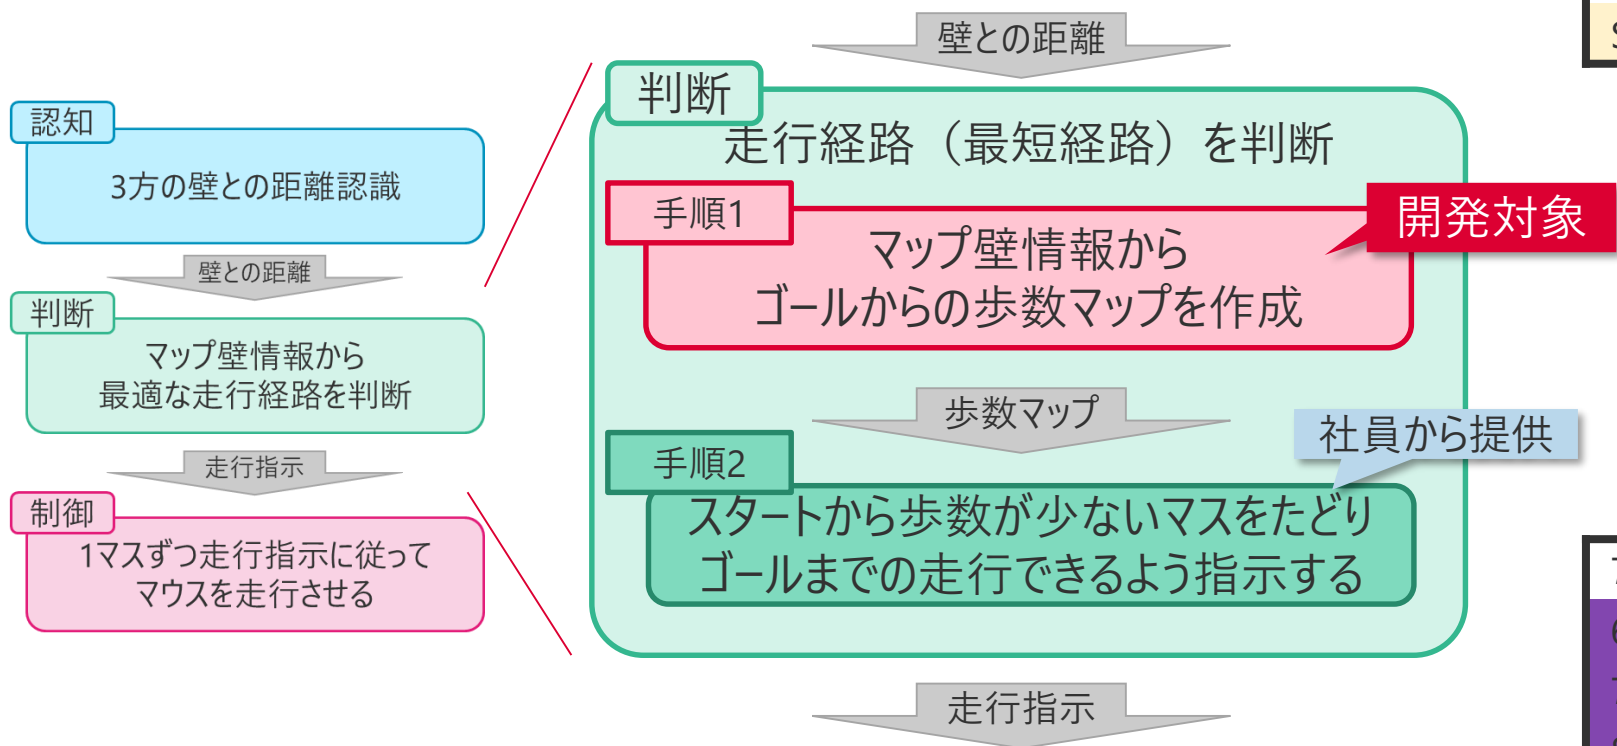 認知
3方の壁との距離認識
壁との距離
判断
マップ壁情報から
最適な走行経路を判断
走行指示
制御
1マスずつ走行指示に従って
マウスを走行させる
壁との距離
判断
走行経路（最短経路）を判断
手順1
開発対象
マップ壁情報から
ゴールからの歩数マップを作成
歩数マップ
社員から提供
手順2
スタートから歩数が少ないマスをたどり
ゴールまでの走行できるよう指示する
走行指示